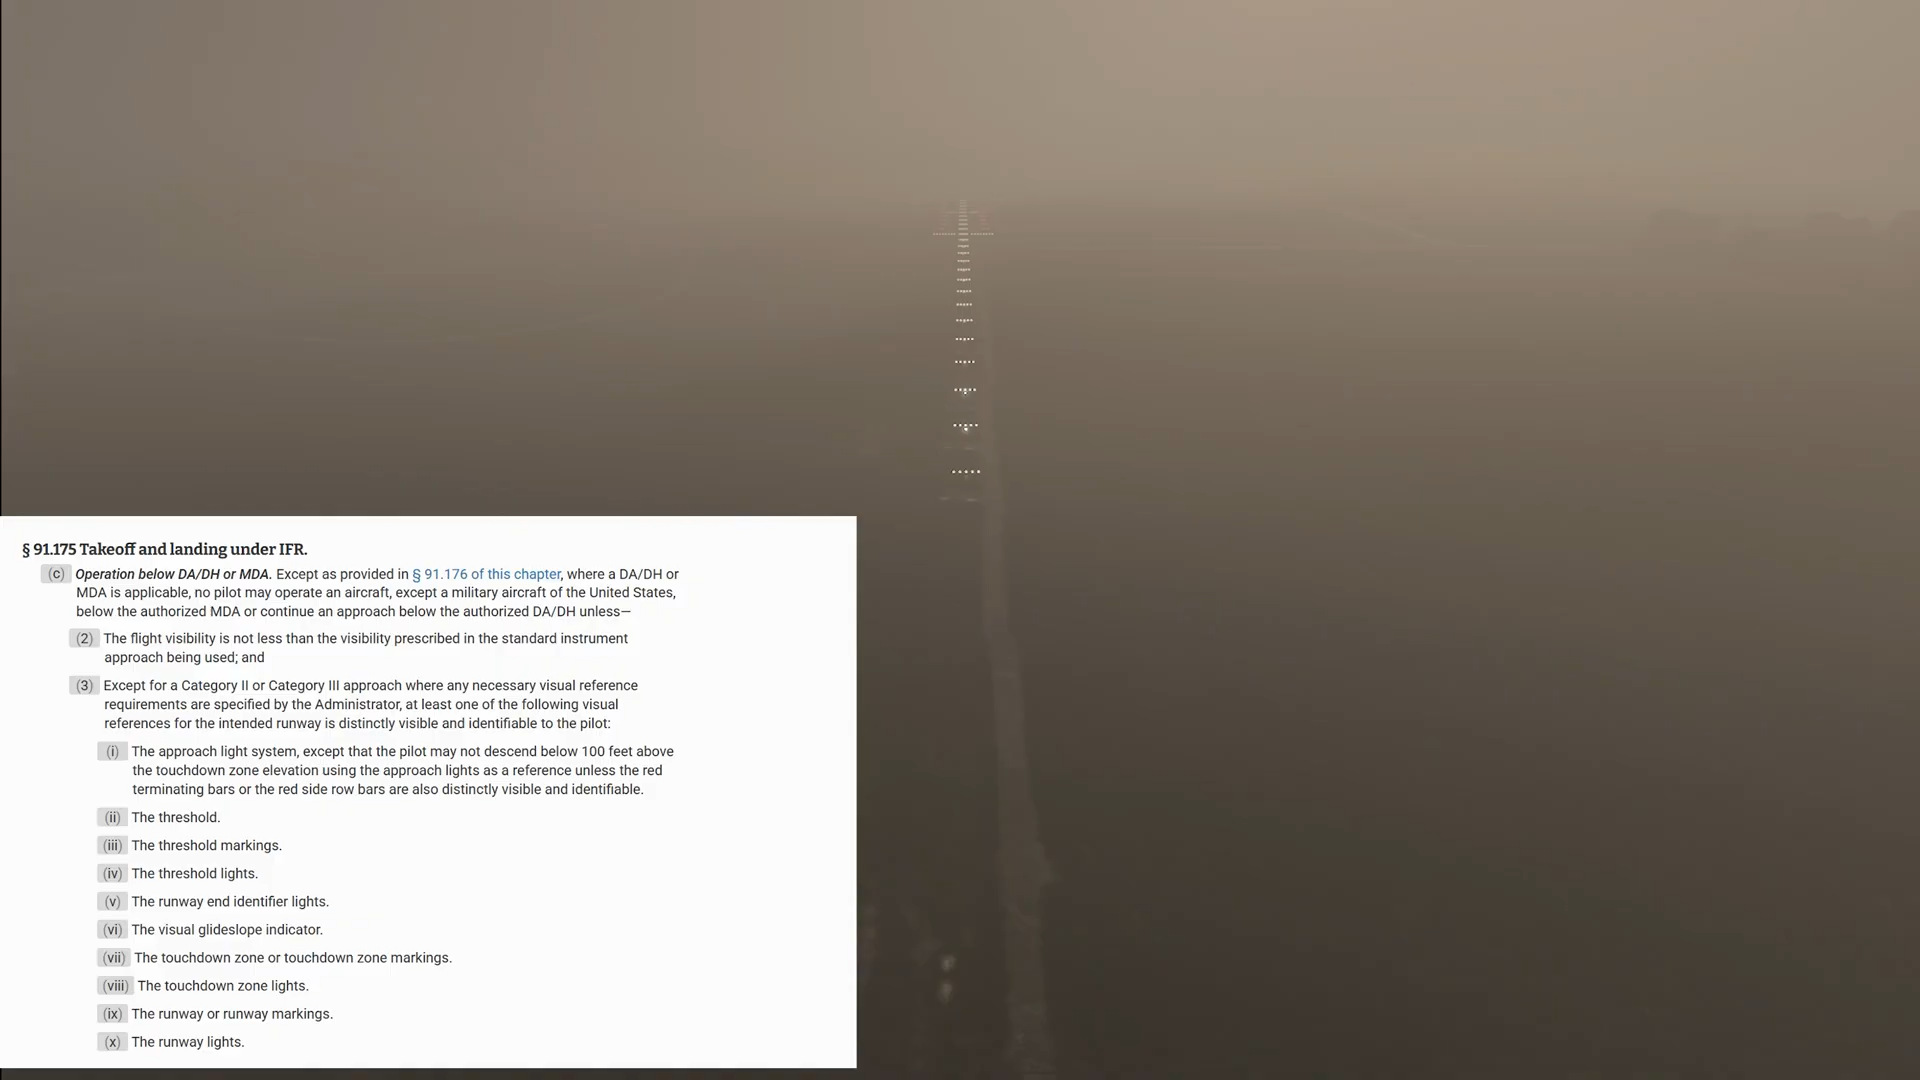 § 91.175 Takeoff and landing under IFR.
(c) Operation below DA/DH or MDA. Except as provided in § 91.176 of this chapter, where a DA/DH or
MDA is applicable, no pilot may operate an aircraft, except a military aircraft of the United States,
below the authorized MDA or continue an approach below the authorized DA/DH unless—
(2) The flight visibility is not less than the visibility prescribed in the standard instrument
approach being used; and
(3) Except for a Category II or Category III approach where any necessary visual reference
requirements are specified by the Administrator, at least one of the following visual
references for the intended runway is distinctly visible and identifiable to the pilot:
(i) The approach light system, except that the pilot may not descend below 100 feet above
the touchdown zone elevation using the approach lights as a reference unless the red
terminating bars or the red side row bars are also distinctly visible and identifiable.
(ii) The threshold.
(iii) The threshold markings.
(iv) The threshold lights.
(v) The runway end identifier lights.
(vi) The visual glideslope indicator.
(vii) The touchdown zone or touchdown zone markings.
(viii) The touchdown zone lights.
(ix) The runway or runway markings.
(x) The runway lights.